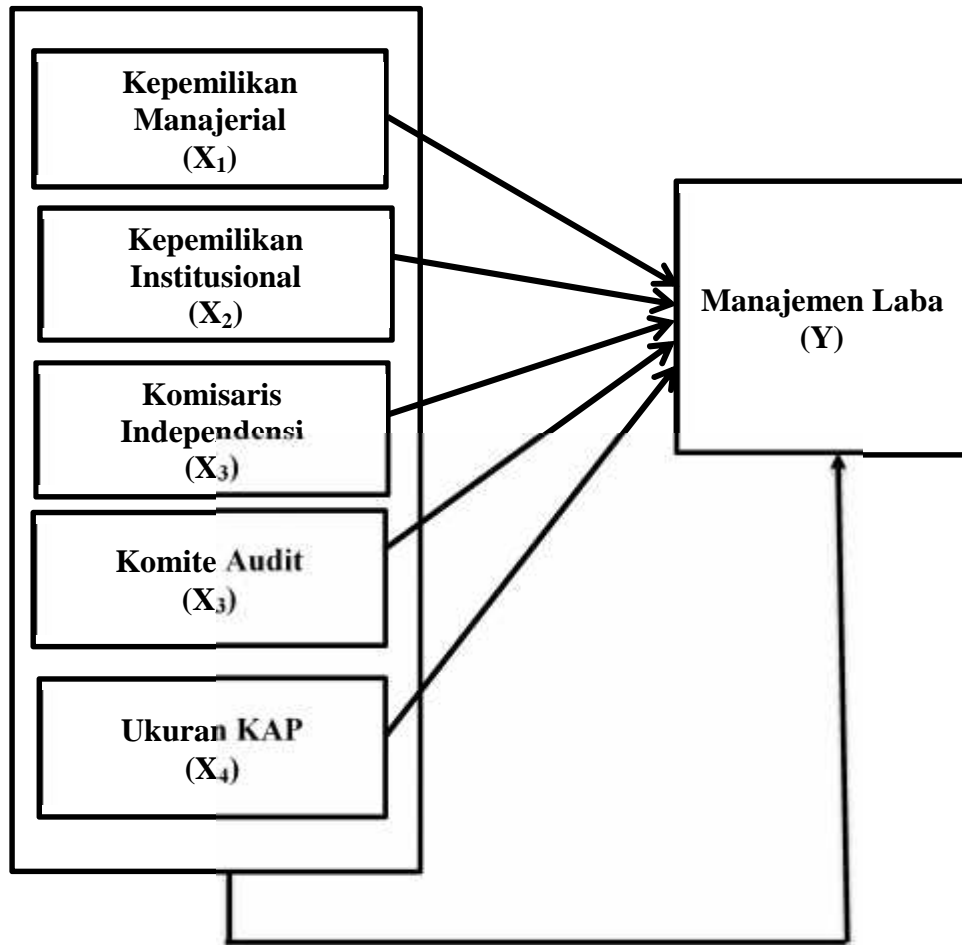 Kepemilikan
Manajerial
(X₁)
Kepemilikan
Institusional
(X₂)
Komisaris
Independensi
(X₃)
Komite Audit
(X₃)
Ukuran KAP
(X₄)
Manajemen Laba
(Y)